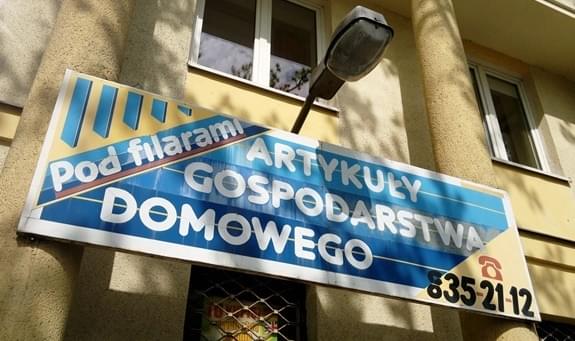 Pod filarami
ARTYKUŁY
GOSPODARSTWA
DOMOWEGO
835-21-12